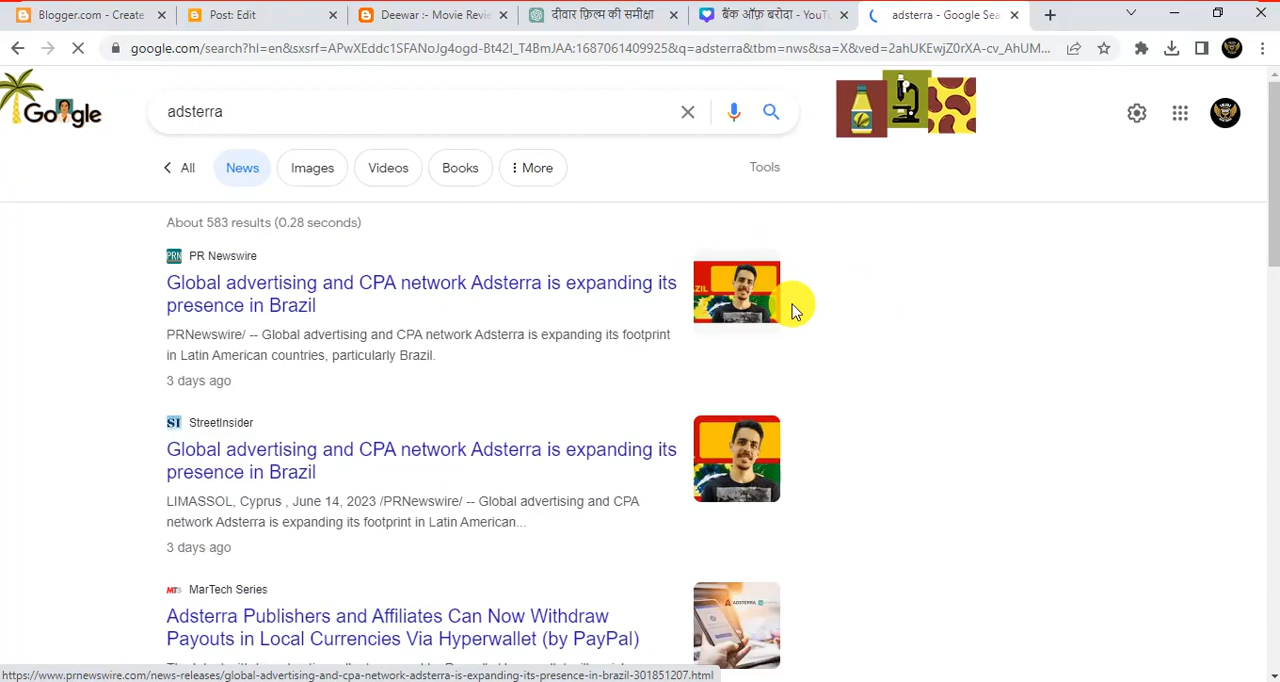 Blogger.com - Create
Post: Edit
Deewar :- Movie Revie
दीवार फ़िल्म की समीक्षा
बैंक ऑफ़ बरोदा - YouTu
adsterra - Google Sea
google.com/search?hl=en&sxsrf=APwXEddc1SFANoJg4ogd-Bt42I_T4BmJAA:1687061409925&q=adsterra&tbm=nws&sa=X&ved=2ahUKEwjZ0rXA-cv_AhUM...
Google
adsterra
All
News
Images
Videos
Books
More
Tools
About 583 results (0.28 seconds)
PRN PR Newswire
Global advertising and CPA network Adsterra is expanding its
presence in Brazil
PRNewswire/ -- Global advertising and CPA network Adsterra is expanding its footprint
in Latin American countries, particularly Brazil.
3 days ago
SI StreetInsider
Global advertising and CPA network Adsterra is expanding its
presence in Brazil
LIMASSOL, Cyprus , June 14, 2023 /PRNewswire/ -- Global advertising and CPA
network Adsterra is expanding its footprint in Latin American...
3 days ago
MTS MarTech Series
Adsterra Publishers and Affiliates Can Now Withdraw
Payouts in Local Currencies Via Hyperwallet (by PayPal)
ADSTERRA
https://www.prnewswire.com/news-releases/global-advertising-and-cpa-network-adsterra-is-expanding-its-presence-in-brazil-301851207.html